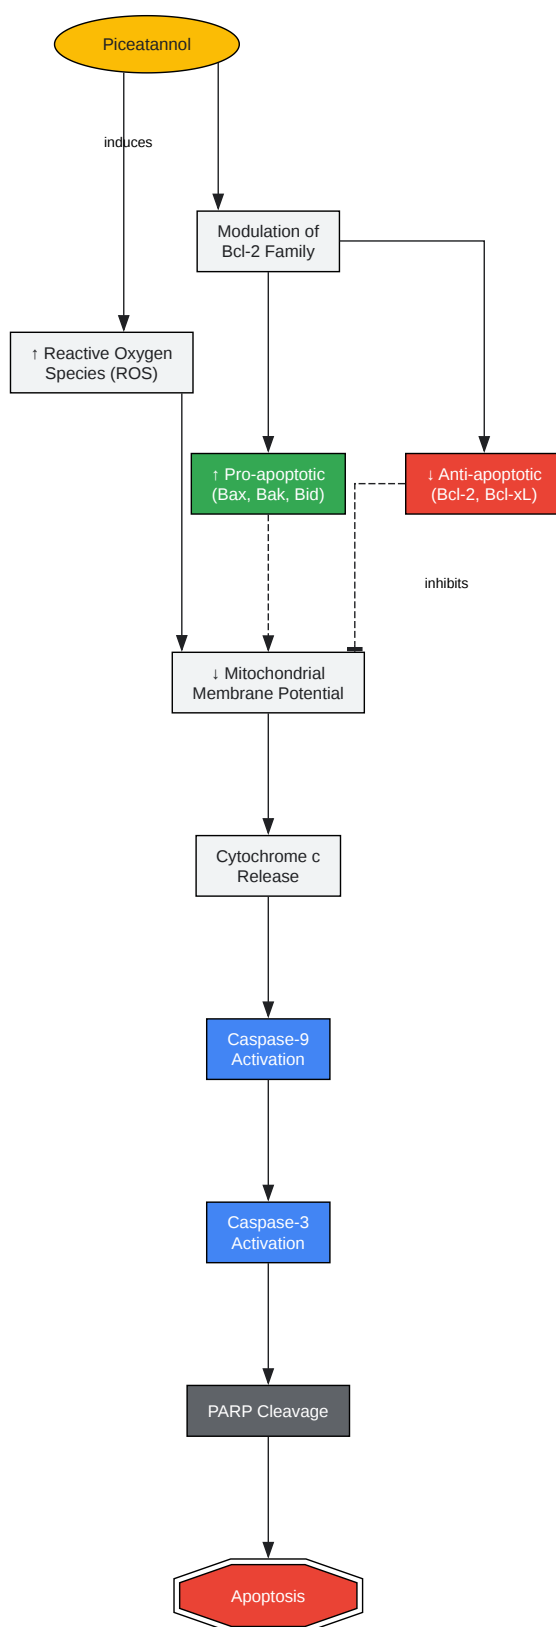 Piceatannol
induces
Modulation of
Bcl-2 Family
↑ Reactive Oxygen
Species (ROS)
↑ Pro-apoptotic
(Bax, Bak, Bid)
↓ Anti-apoptotic
(Bcl-2, Bcl-xL)
inhibits
↓ Mitochondrial
Membrane Potential
Cytochrome c
Release
Caspase-9
Activation
Caspase-3
Activation
PARP Cleavage
Apoptosis